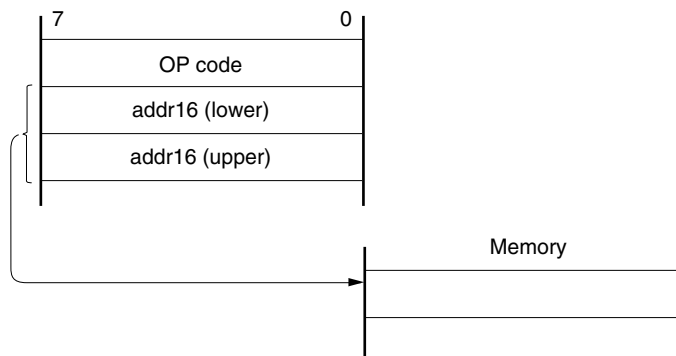 7 0
OP code
addr16 (lower)
addr16 (upper)
Memory